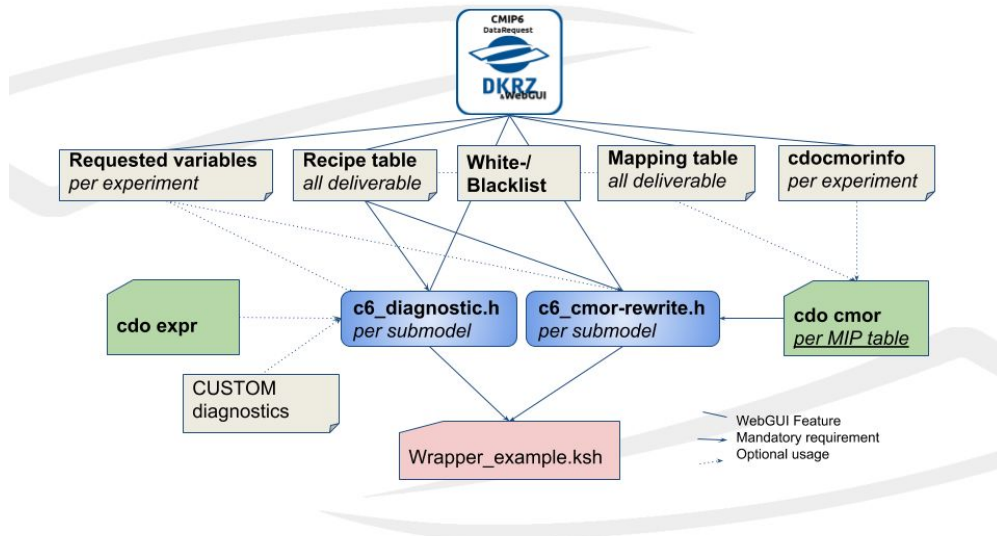 CMIP6
DataRequest
DKRZ
&WebGUI
Requested variables
per experiment
Recipe table
all deliverable
White-/
Blacklist
Mapping table
all deliverable
cdocmorinfo
per experiment
cdo expr
c6_diagnostic.h
per submodel
c6_cmor-rewrite.h
per submodel
cdo cmor
per MIP table
CUSTOM
diagnostics
Wrapper_example.ksh
WebGUI Feature
Mandatory requirement
Optional usage